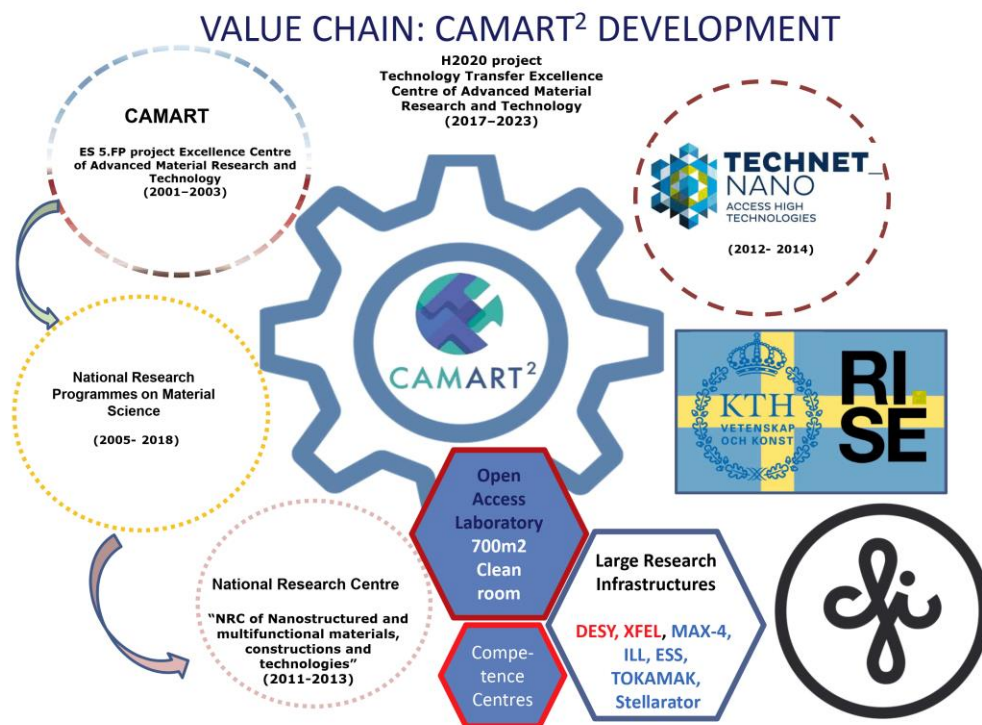 VALUE CHAIN: CAMART² DEVELOPMENT
H2020 project
Technology Transfer Excellence
Centre of Advanced Material
Research and Technology
(2017–2023)
CAMART
ES 5.FP project Excellence Centre
of Advanced Material Research and
Technology
(2001–2003)
TECHNET_
NANO
ACCESS HIGH
TECHNOLOGIES
(2012- 2014)
CAMART²
National Research
Programmes on Material
Science
(2005- 2018)
KTH
VETENSKAP
OCH KONST
RI.
SE
Open
Access
Laboratory
700m2
Clean
room
National Research Centre
“NRC of Nanostructured and
multifunctional materials,
constructions and
technologies”
(2011-2013)
Compe-
tence
Centres
Large Research
Infrastructures
DESY, XFEL, MAX-4,
ILL, ESS,
TOKAMAK,
Stellarator
cfi